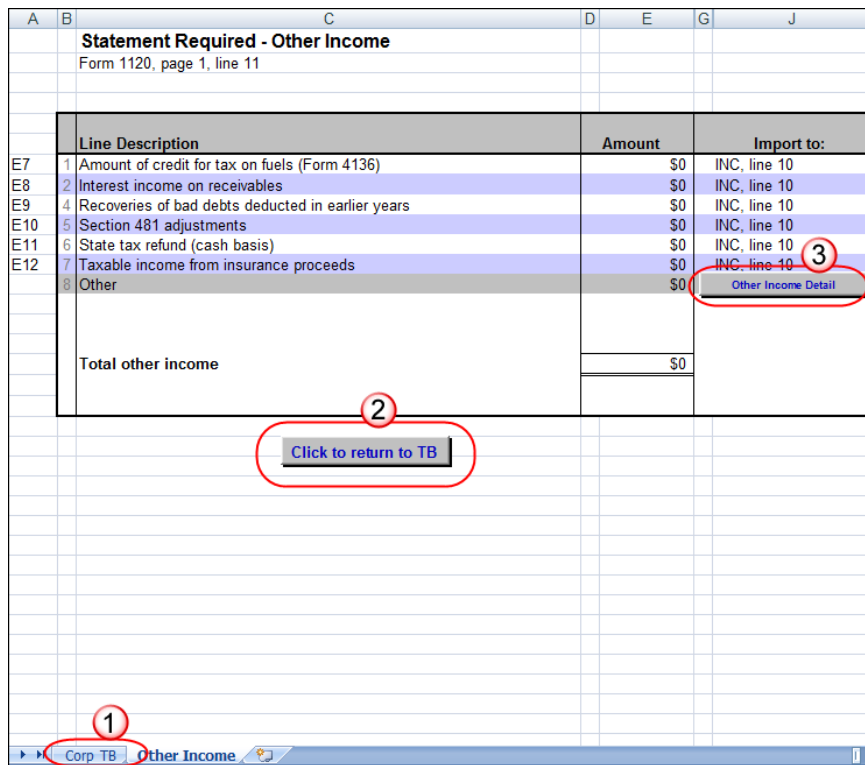 A B C D E G J
Statement Required - Other Income
Form 1120, page 1, line 11
Line Description Amount Import to:
E7 1 Amount of credit for tax on fuels (Form 4136) $0 INC, line 10
E8 2 Interest income on receivables $0 INC, line 10
E9 4 Recoveries of bad debts deducted in earlier years $0 INC, line 10
E10 5 Section 481 adjustments $0 INC, line 10
E11 6 State tax refund (cash basis) $0 INC, line 10
E12 7 Taxable income from insurance proceeds $0 INC, line 10
3
8 Other $0 Other Income Detail
Total other income $0
2
Click to return to TB
1
Corp TB Other Income